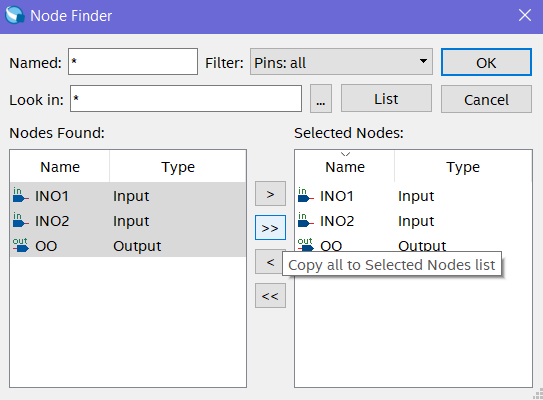 Node Finder
Named: * Filter: Pins: all OK
Look in: * ... List Cancel
Nodes Found: Selected Nodes:
Name Type Name Type
in INO1 Input > in INO1 Input
in INO2 Input >> in INO2 Input
out OO Output out OO Output
< Copy all to Selected Nodes list
<<